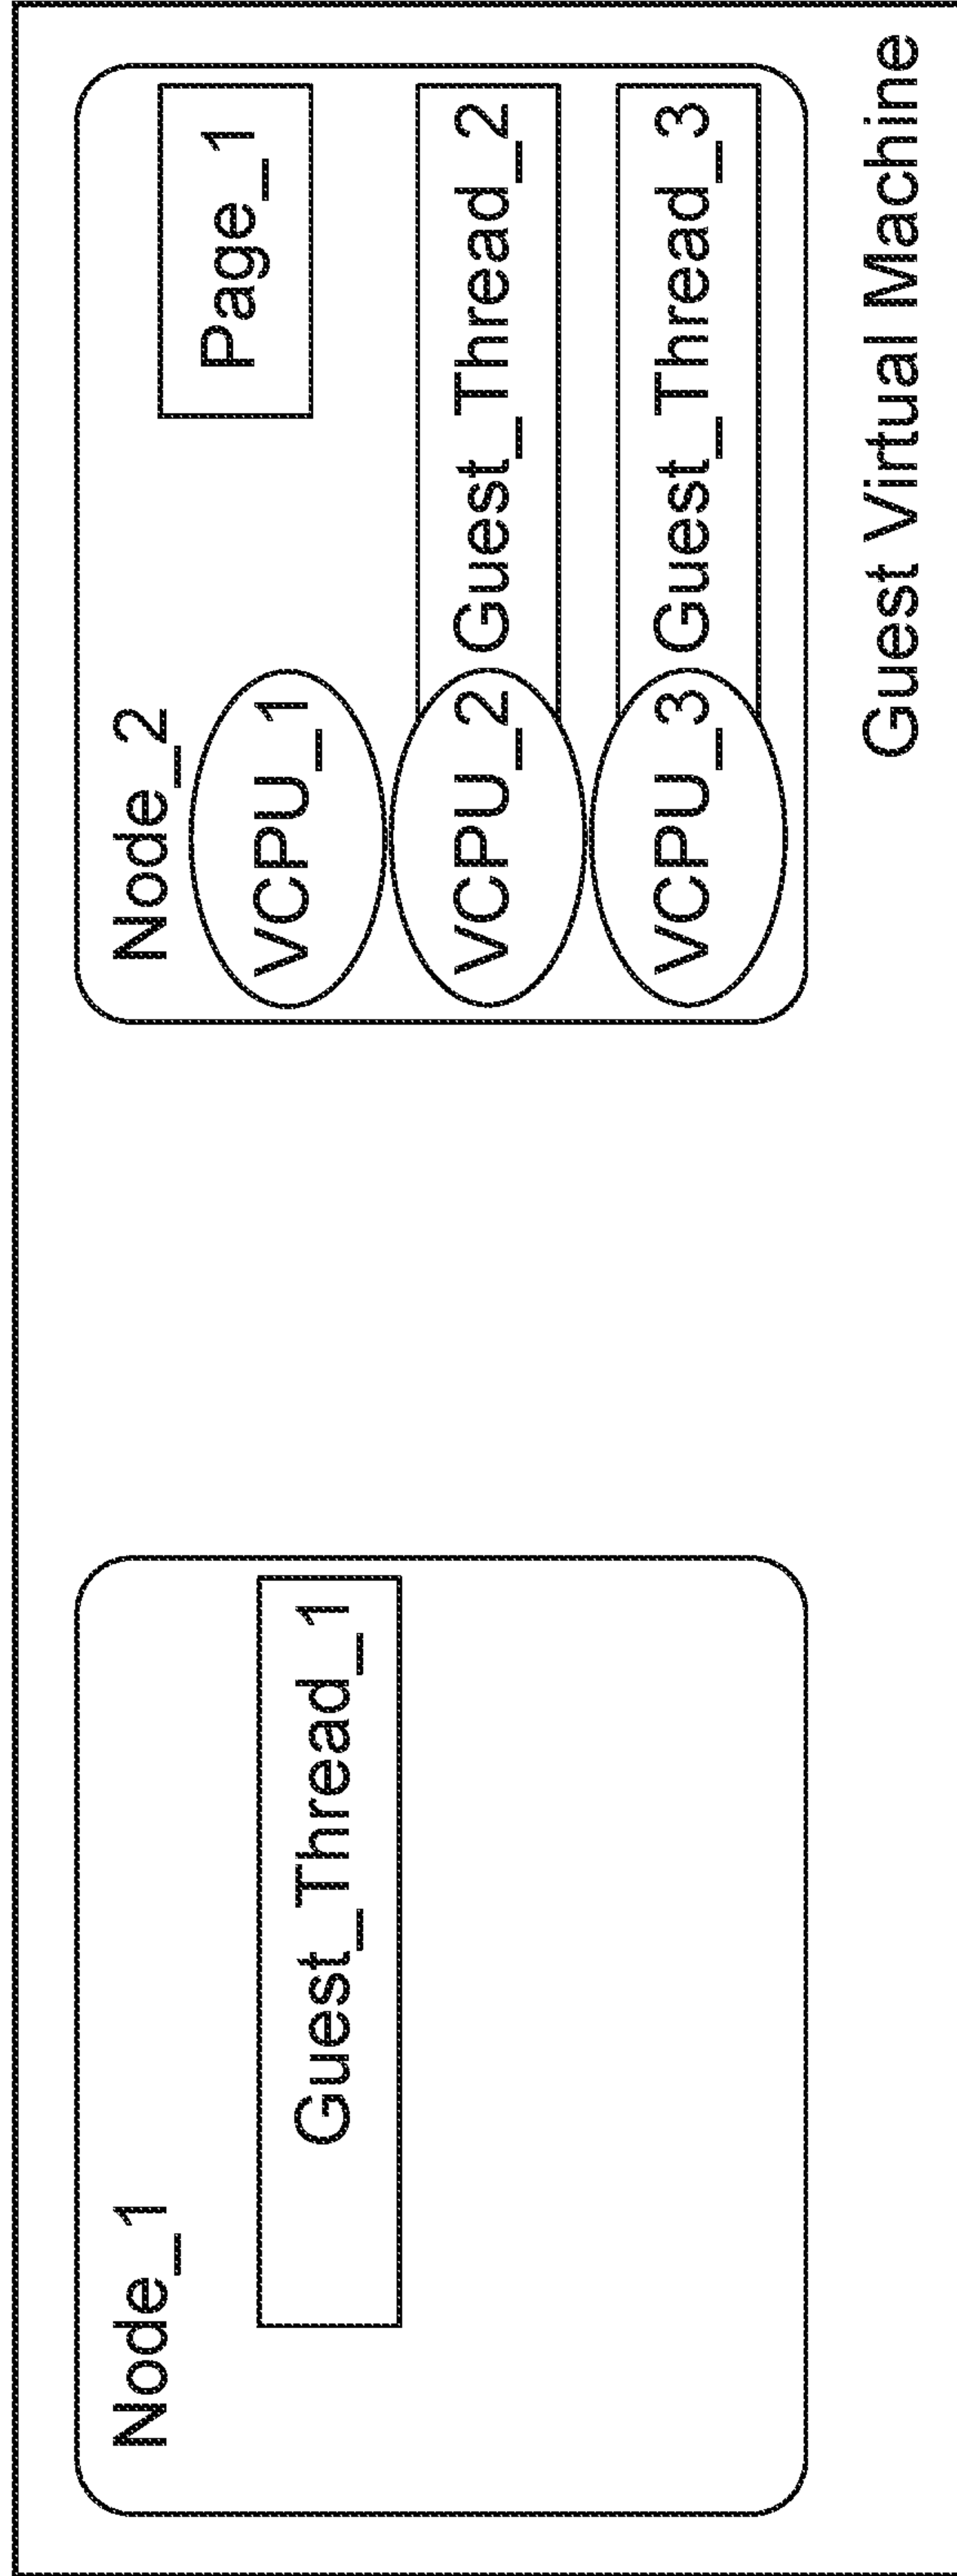 Node_1
Guest_Thread_1
Node_2
Page_1
VCPU_1
VCPU_2 Guest_Thread_2
VCPU_3 Guest_Thread_3
Guest Virtual Machine